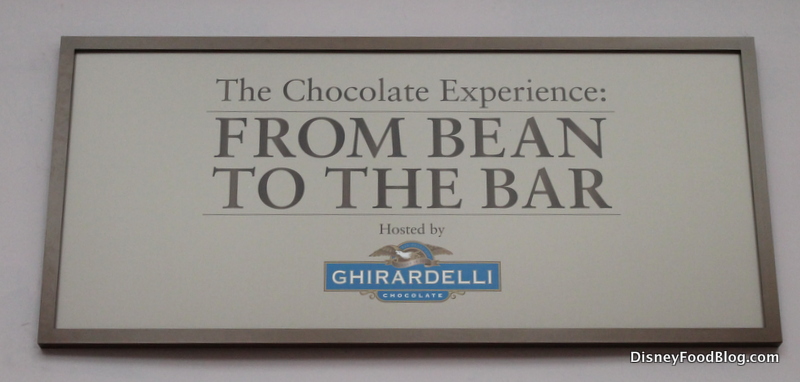 The Chocolate Experience:
FROM BEAN
TO THE BAR
Hosted by
GHIRARDELLI
CHOCOLATE
DisneyFoodBlog.com